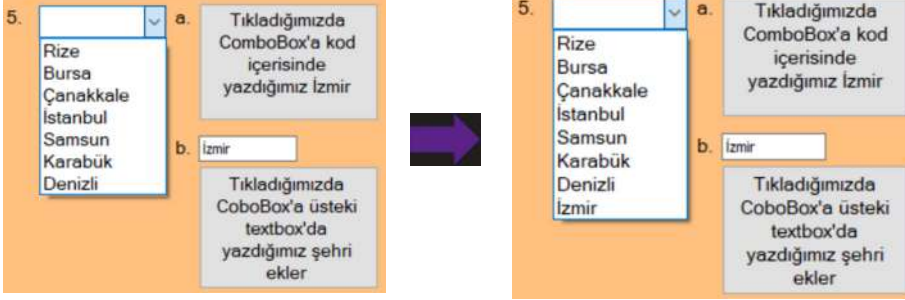 5.
Rize
Bursa
Çanakkale
İstanbul
Samsun
Karabük
Denizli
a.
Tıkladığımızda
ComboBox'a kod
içerisinde
yazdığımız İzmir
b.
İzmir
Tıkladığımızda
CoboBox'a üsteki
textbox'da
yazdığımız şehri
ekler
5.
Rize
Bursa
Çanakkale
İstanbul
Samsun
Karabük
Denizli
İzmir
a.
Tıkladığımızda
ComboBox'a kod
içerisinde
yazdığımız İzmir
b.
İzmir
Tıkladığımızda
CoboBox'a üsteki
textbox'da
yazdığımız şehri
ekler